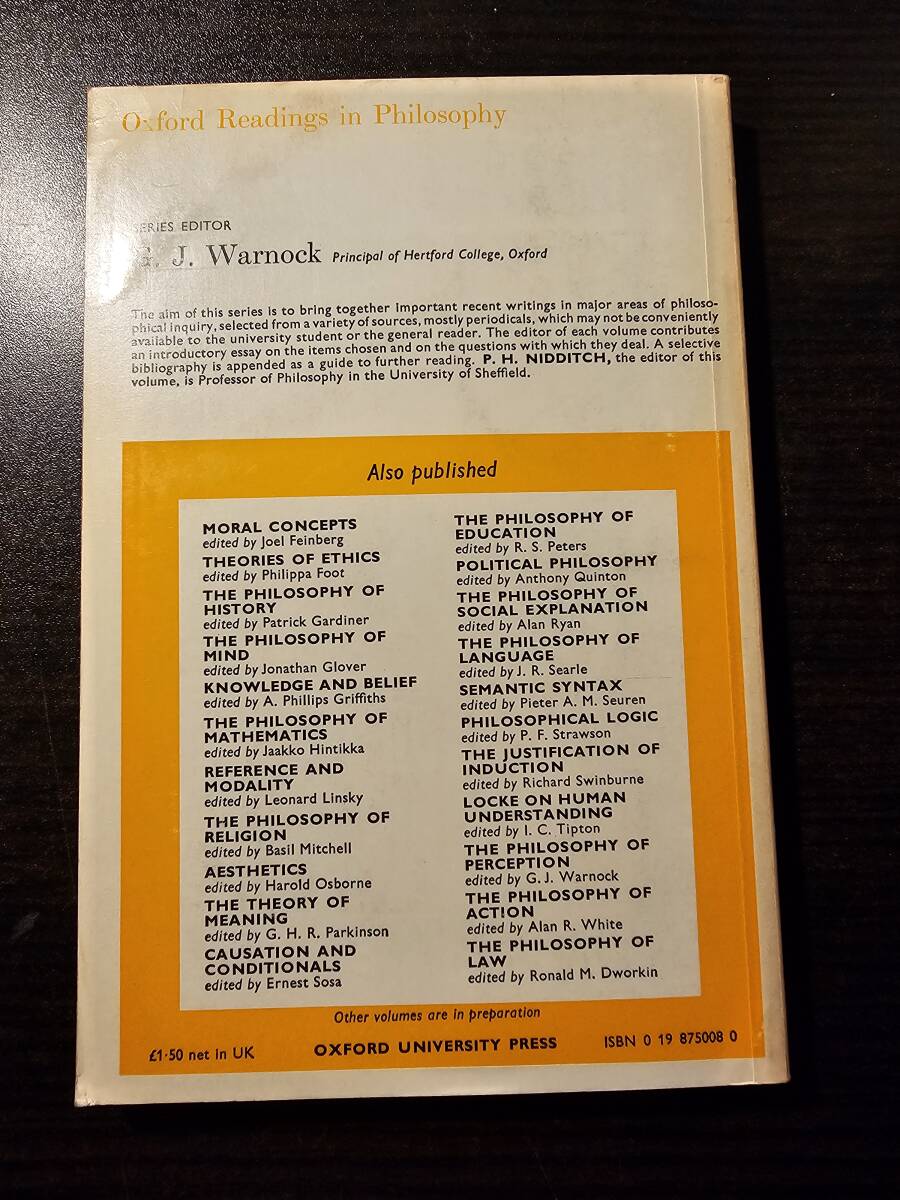 Oxford Readings in Philosophy
SERIES EDITOR
G. J. Warnock Principal of Hertford College, Oxford
The aim of this series is to bring together important recent writings in major areas of philoso-
phical inquiry, selected from a variety of sources, mostly periodicals, which may not be conveniently
available to the university student or the general reader. The editor of each volume contributes
an introductory essay on the items chosen and on the questions with which they deal. A selective
bibliography is appended as a guide to further reading. P. H. NIDDITCH, the editor of this
volume, is Professor of Philosophy in the University of Sheffield.
Also published
MORAL CONCEPTS
edited by Joel Feinberg
THEORIES OF ETHICS
edited by Philippa Foot
THE PHILOSOPHY OF
HISTORY
edited by Patrick Gardiner
THE PHILOSOPHY OF
MIND
edited by Jonathan Glover
KNOWLEDGE AND BELIEF
edited by A. Phillips Griffiths
THE PHILOSOPHY OF
MATHEMATICS
edited by Jaakko Hintikka
REFERENCE AND
MODALITY
edited by Leonard Linsky
THE PHILOSOPHY OF
RELIGION
edited by Basil Mitchell
AESTHETICS
edited by Harold Osborne
THE THEORY OF
MEANING
edited by G. H. R. Parkinson
CAUSATION AND
CONDITIONALS
edited by Ernest Sosa
THE PHILOSOPHY OF
EDUCATION
edited by R. S. Peters
POLITICAL PHILOSOPHY
edited by Anthony Quinton
THE PHILOSOPHY OF
SOCIAL EXPLANATION
edited by Alan Ryan
THE PHILOSOPHY OF
LANGUAGE
edited by J. R. Searle
SEMANTIC SYNTAX
edited by Pieter A. M. Seuren
PHILOSOPHICAL LOGIC
edited by P. F. Strawson
THE JUSTIFICATION OF
INDUCTION
edited by Richard Swinburne
LOCKE ON HUMAN
UNDERSTANDING
edited by I. C. Tipton
THE PHILOSOPHY OF
PERCEPTION
edited by G. J. Warnock
THE PHILOSOPHY OF
ACTION
edited by Alan R. White
THE PHILOSOPHY OF
LAW
edited by Ronald M. Dworkin
Other volumes are in preparation
£1·50 net in UK
OXFORD UNIVERSITY PRESS
ISBN 0 19 875008 0